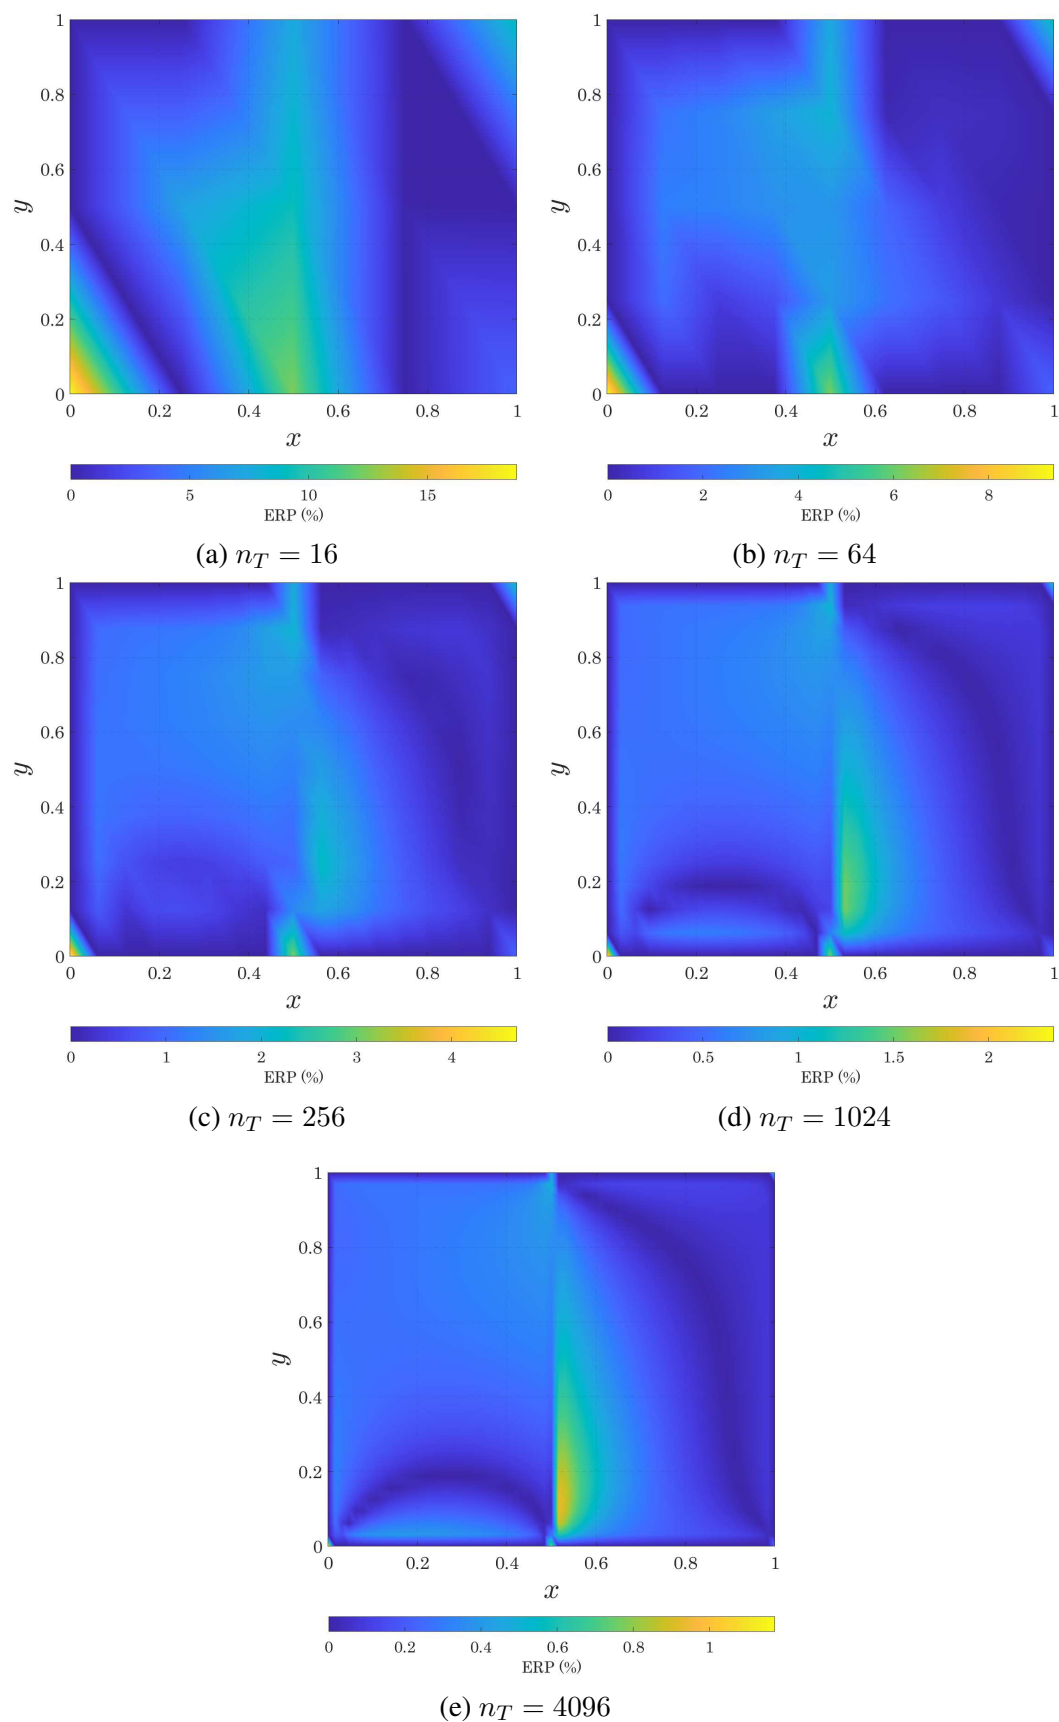 1
0.8
0.6
0.4
0.2
0
y
0 0.2 0.4 0.6 0.8 1
x
0 5 10 15
ERP (%)
(a) n_T = 16
1
0.8
0.6
0.4
0.2
0
y
0 0.2 0.4 0.6 0.8 1
x
0 2 4 6 8
ERP (%)
(b) n_T = 64
1
0.8
0.6
0.4
0.2
0
y
0 0.2 0.4 0.6 0.8 1
x
0 1 2 3 4
ERP (%)
(c) n_T = 256
1
0.8
0.6
0.4
0.2
0
y
0 0.2 0.4 0.6 0.8 1
x
0 0.5 1 1.5 2
ERP (%)
(d) n_T = 1024
1
0.8
0.6
0.4
0.2
0
y
0 0.2 0.4 0.6 0.8 1
x
0 0.2 0.4 0.6 0.8 1
ERP (%)
(e) n_T = 4096